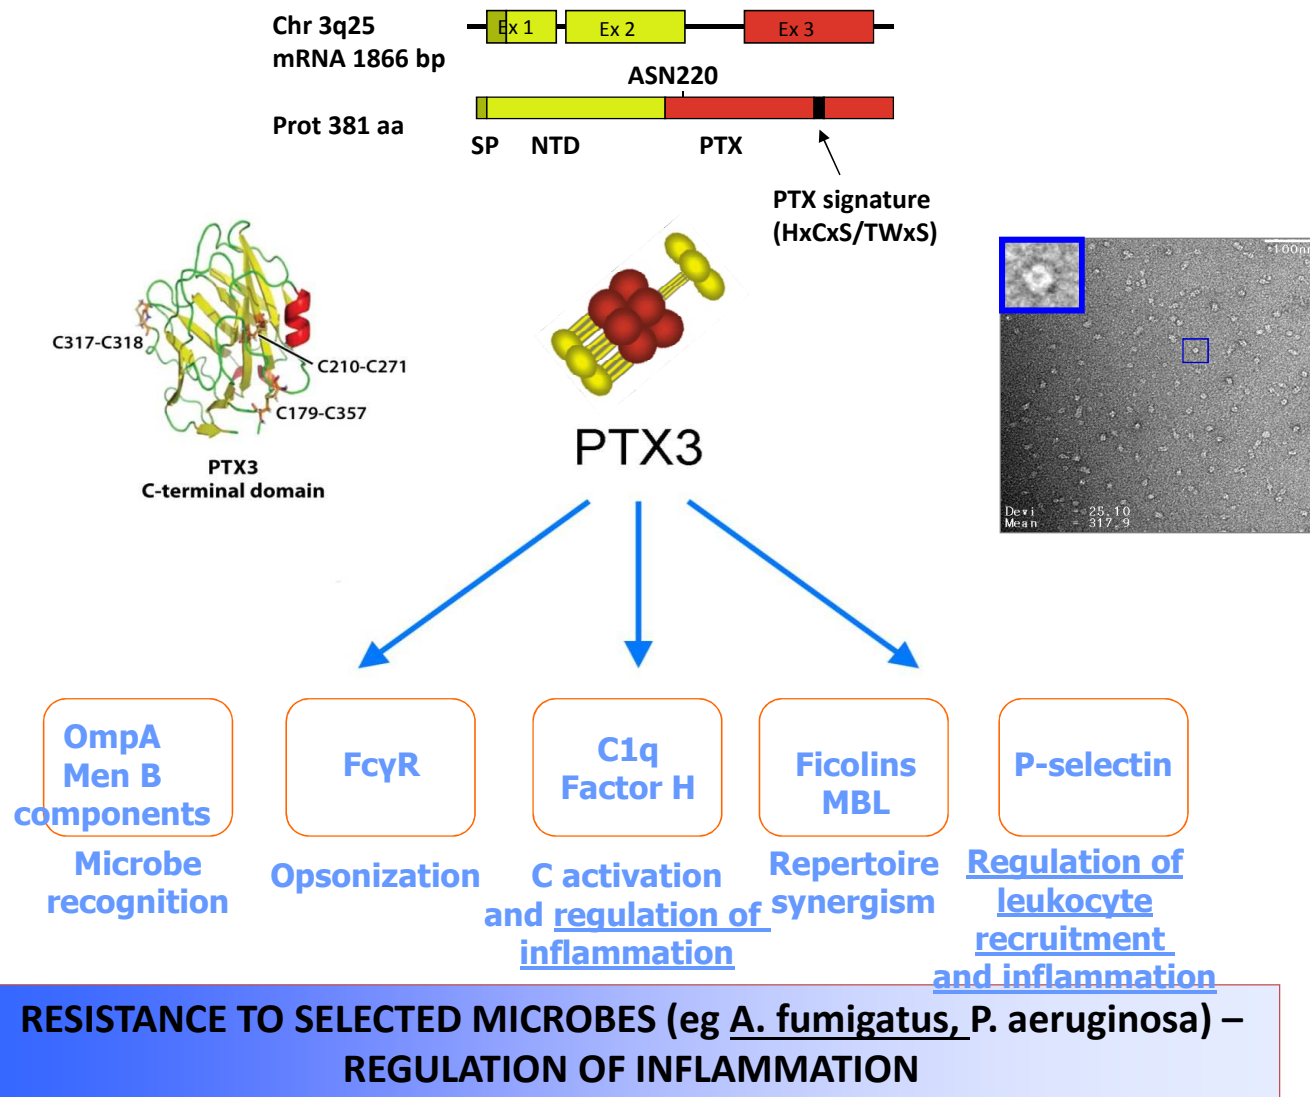 Chr 3q25
mRNA 1866 bp
Ex 1
Ex 2
Ex 3
ASN220
Prot 381 aa
SP
NTD
PTX
PTX signature
(HxCxS/TWxS)
C317-C318
C210-C271
C179-C357
PTX3
C-terminal domain
PTX3
100nm
Devi = 25.10
Mean = 317.9
OmpA
Men B
components
Microbe
recognition
FcγR
Opsonization
C1q
Factor H
C activation
and regulation of
inflammation
Ficolins
MBL
Repertoire
synergism
P-selectin
Regulation of
leukocyte
recruitment
and inflammation
RESISTANCE TO SELECTED MICROBES (eg A. fumigatus, P. aeruginosa) –
REGULATION OF INFLAMMATION